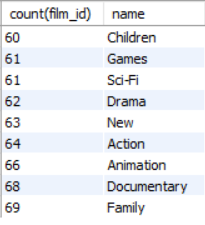 count(film_id) name
60 Children
61 Games
61 Sci-Fi
62 Drama
63 New
64 Action
66 Animation
68 Documentary
69 Family